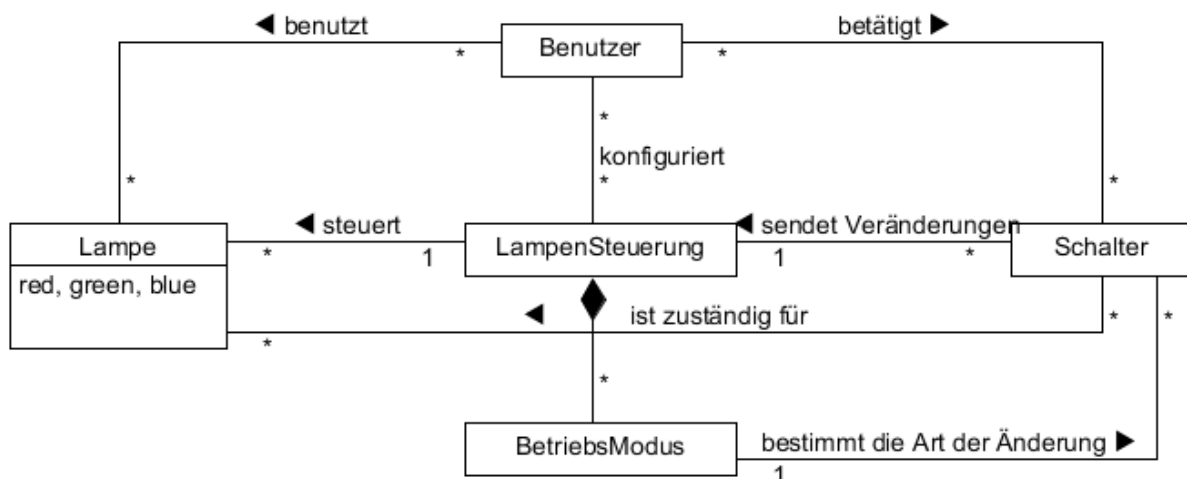 ◄ benutzt
Benutzer
betätigt ►
*
*
*
konfiguriert
*
*
*
Lampe
◄ steuert
LampenSteuerung
◄ sendet Veränderungen
Schalter
*
1
1
*
red, green, blue
◄ ist zuständig für
*
*
*
*
BetriebsModus
bestimmt die Art der Änderung ►
1